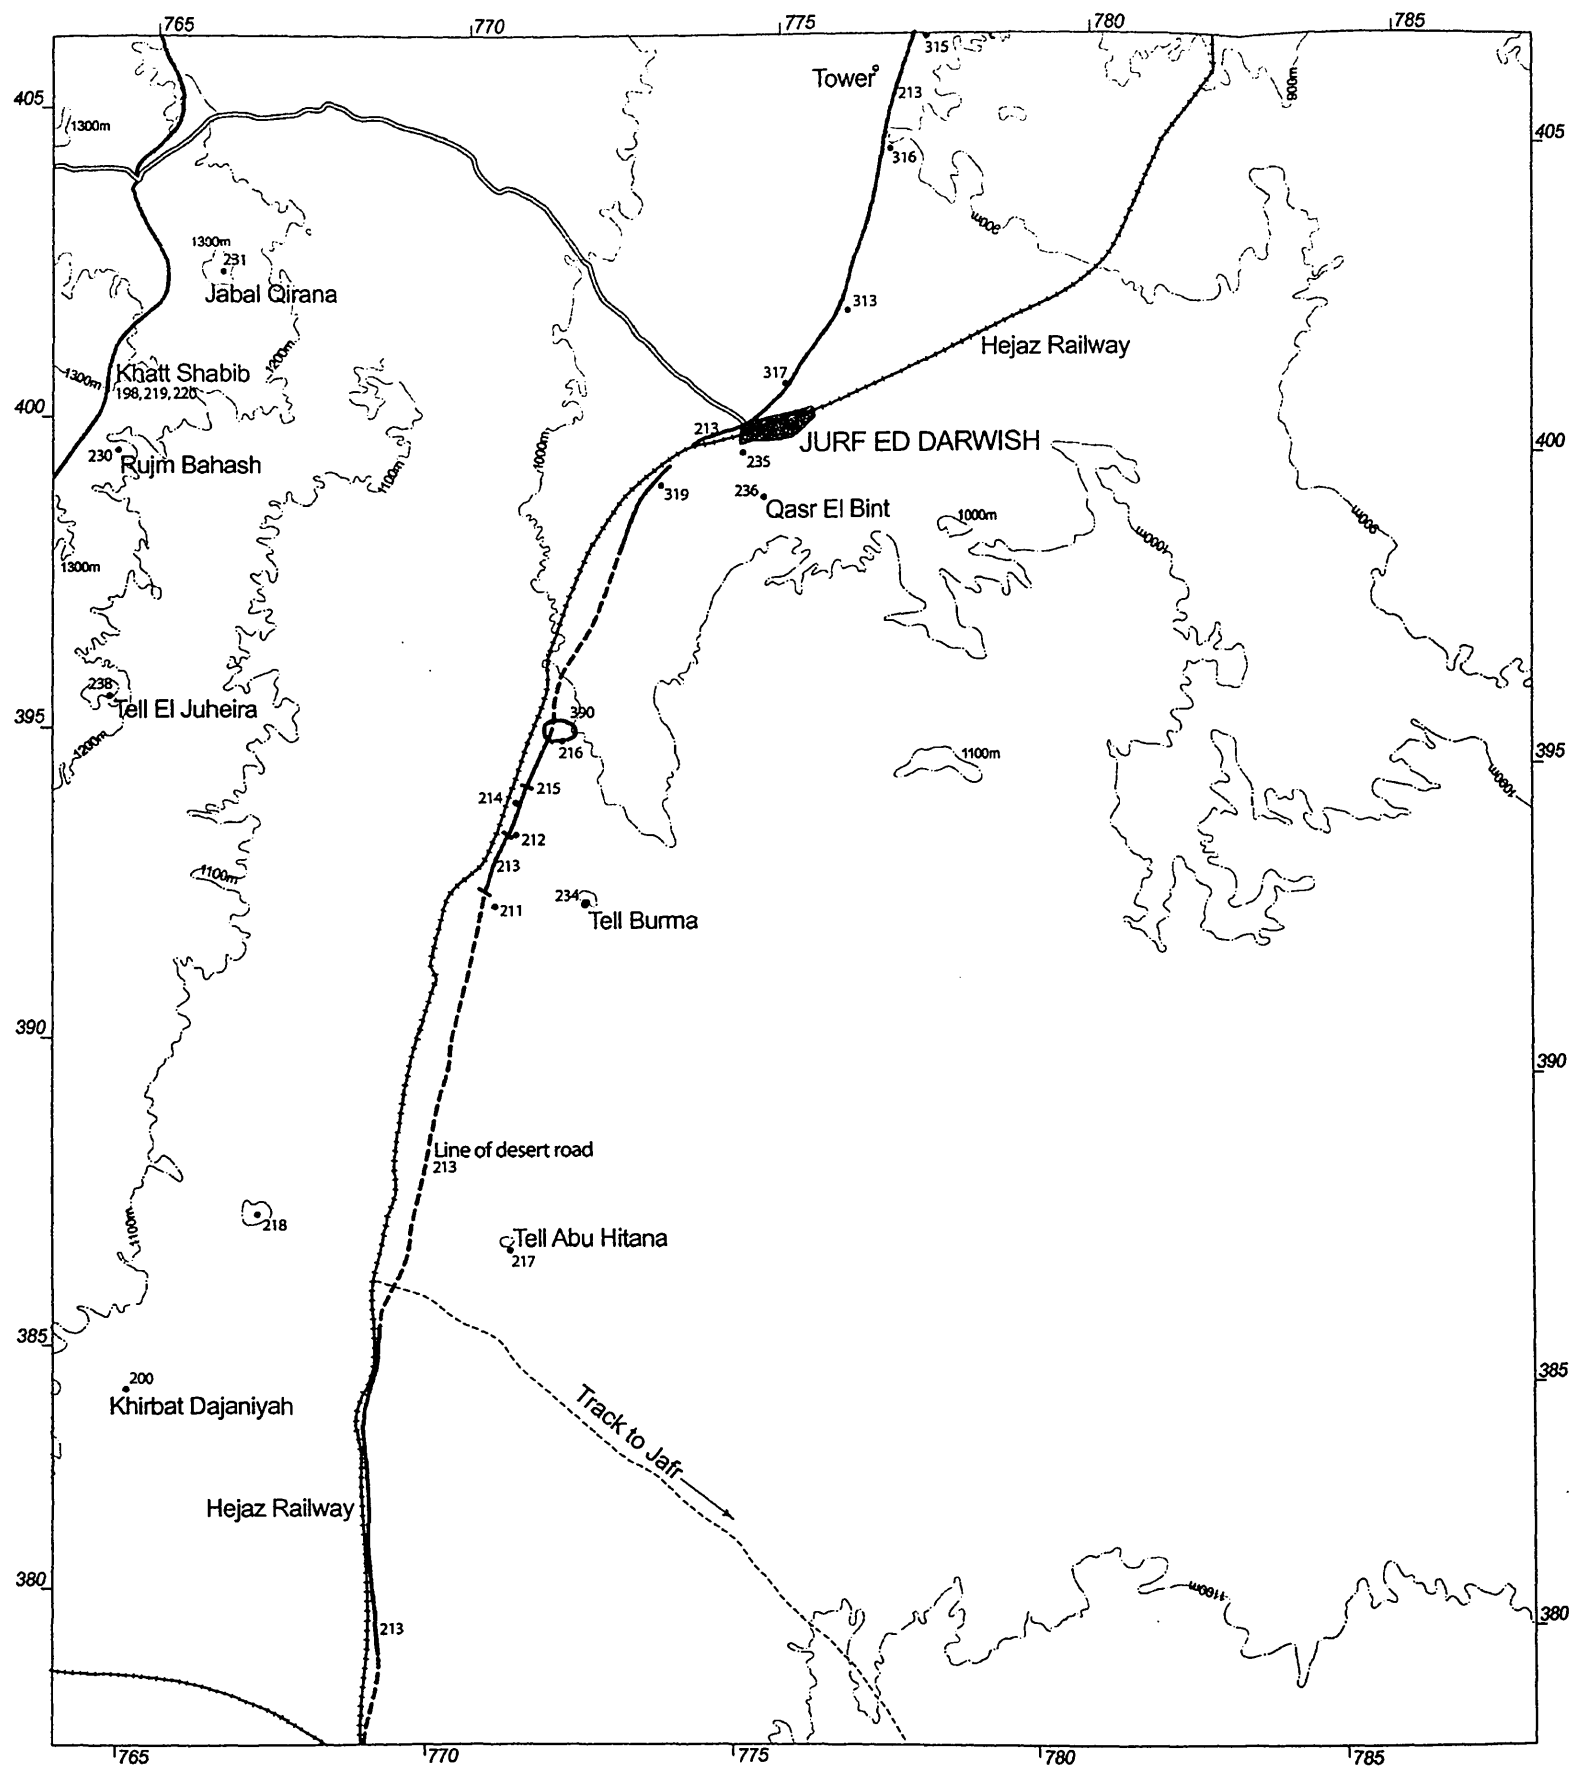 765
770
775
780
785
315
Tower
405
213
900m
1300m
405
316
900m
1300m
231
Jabal Qirana
313
Hejaz Railway
1200m
317
1300m
Khatt Shabib
198, 219, 220
400
213
JURF ED DARWISH
400
230
Rujm Bahash
235
1000m
1100m
319
236
Qasr El Bint
1000m
900m
1000m
1300m
238
Tell El Juheira
390
395
1200m
216
1100m
395
1000m
214
215
212
213
1100m
234
211
Tell Burma
390
390
Line of desert road
213
1100m
218
Tell Abu Hitana
217
385
200
385
Khirbat Dajaniyah
Track to Jafr
Hejaz Railway
380
1100m
380
213
765
770
775
780
785